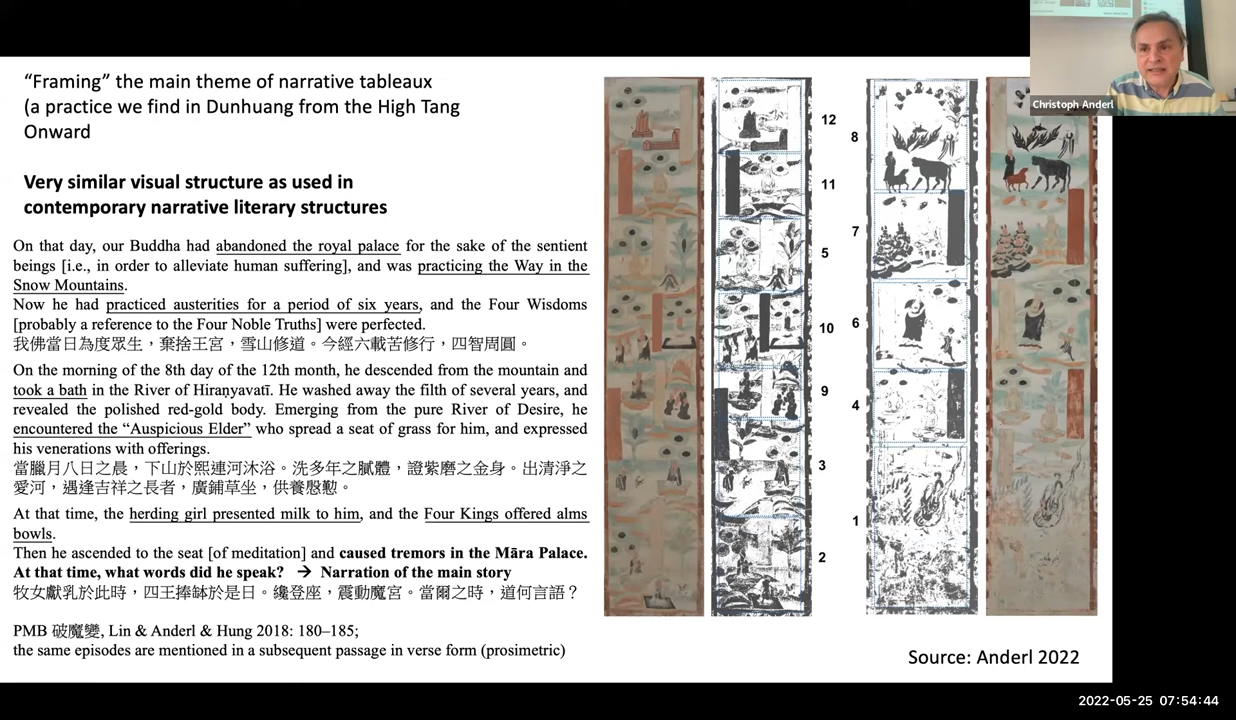 “Framing” the main theme of narrative tableaux
(a practice we find in Dunhuang from the High Tang
Onward
Very similar visual structure as used in
contemporary narrative literary structures
On that day, our Buddha had abandoned the royal palace for the sake of the sentient
beings [i.e., in order to alleviate human suffering], and was practicing the Way in the
Snow Mountains.
Now he had practiced austerities for a period of six years, and the Four Wisdoms
[probably a reference to the Four Noble Truths] were perfected.
我佛當日為度眾生，棄捨王宮，雪山修道。今經六載苦修行，四智周圓。
On the morning of the 8th day of the 12th month, he descended from the mountain and
took a bath in the River of Hiraṇyavatī. He washed away the filth of several years, and
revealed the polished red-gold body. Emerging from the pure River of Desire, he
encountered the “Auspicious Elder” who spread a seat of grass for him, and expressed
his venerations with offerings.
當臘月八日之晨，下山於熙連河沐浴。洗多年之膩體，證紫磨之金身。出清淨之
愛河，遇逢吉祥之長者，廣鋪草坐，供養慇懃。
At that time, the herding girl presented milk to him, and the Four Kings offered alms
bowls.
Then he ascended to the seat [of meditation] and caused tremors in the Māra Palace.
At that time, what words did he speak? → Narration of the main story
牧女獻乳於此時，四王捧缽於是日。纔登座，震動魔宮。當爾之時，道何言語？
PMB 破魔變, Lin & Anderl & Hung 2018: 180–185;
the same episodes are mentioned in a subsequent passage in verse form (prosimetric)
12
11
5
10
9
3
2
8
7
6
4
1
Source: Anderl 2022
Christoph Anderl
2022-05-25 07:54:44